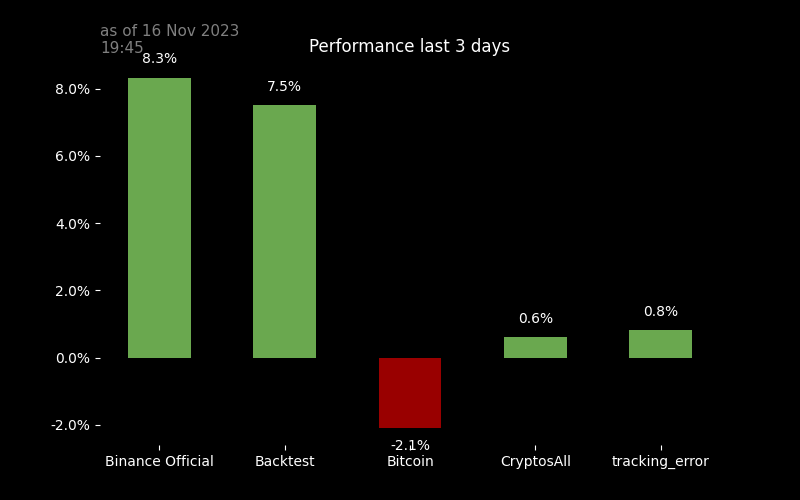 as of 16 Nov 2023
19:45
Performance last 3 days
8.3%
7.5%
-2.1%
0.6%
0.8%
8.0%
6.0%
4.0%
2.0%
0.0%
-2.0%
Binance Official
Backtest
Bitcoin
CryptosAll
tracking_error